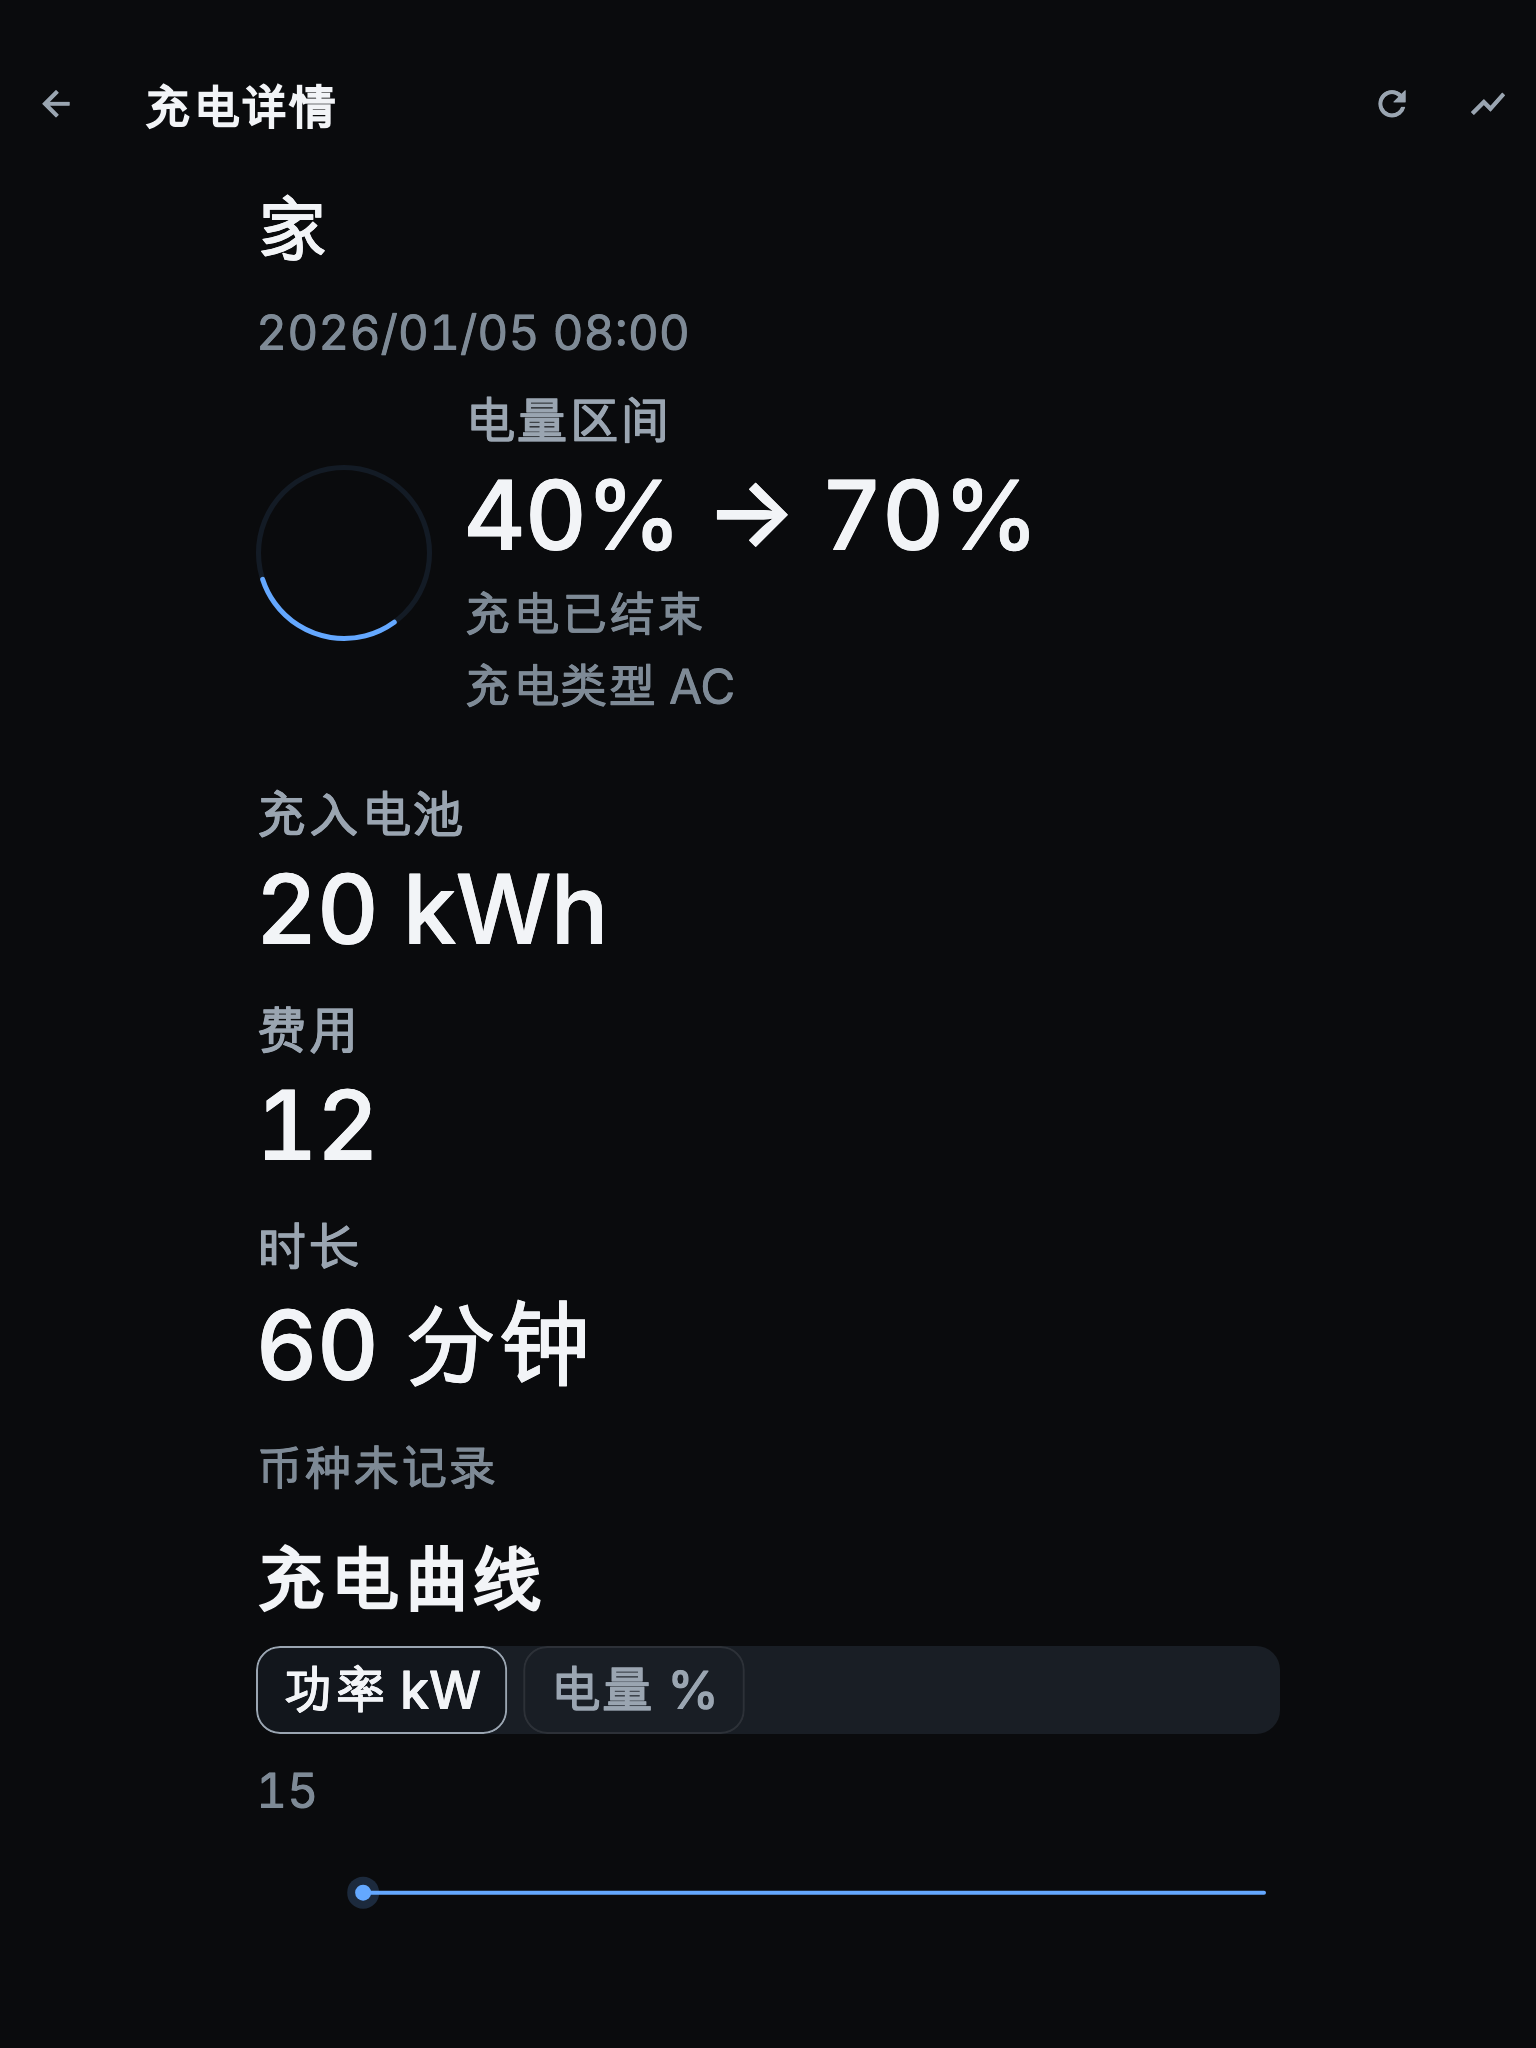 充电详情
家
2026/01/05 08:00
电量区间
40% → 70%
充电已结束
充电类型 AC
充入电池
20 kWh
费用
12
时长
60 分钟
币种未记录
充电曲线
功率 kW
电量 %
15